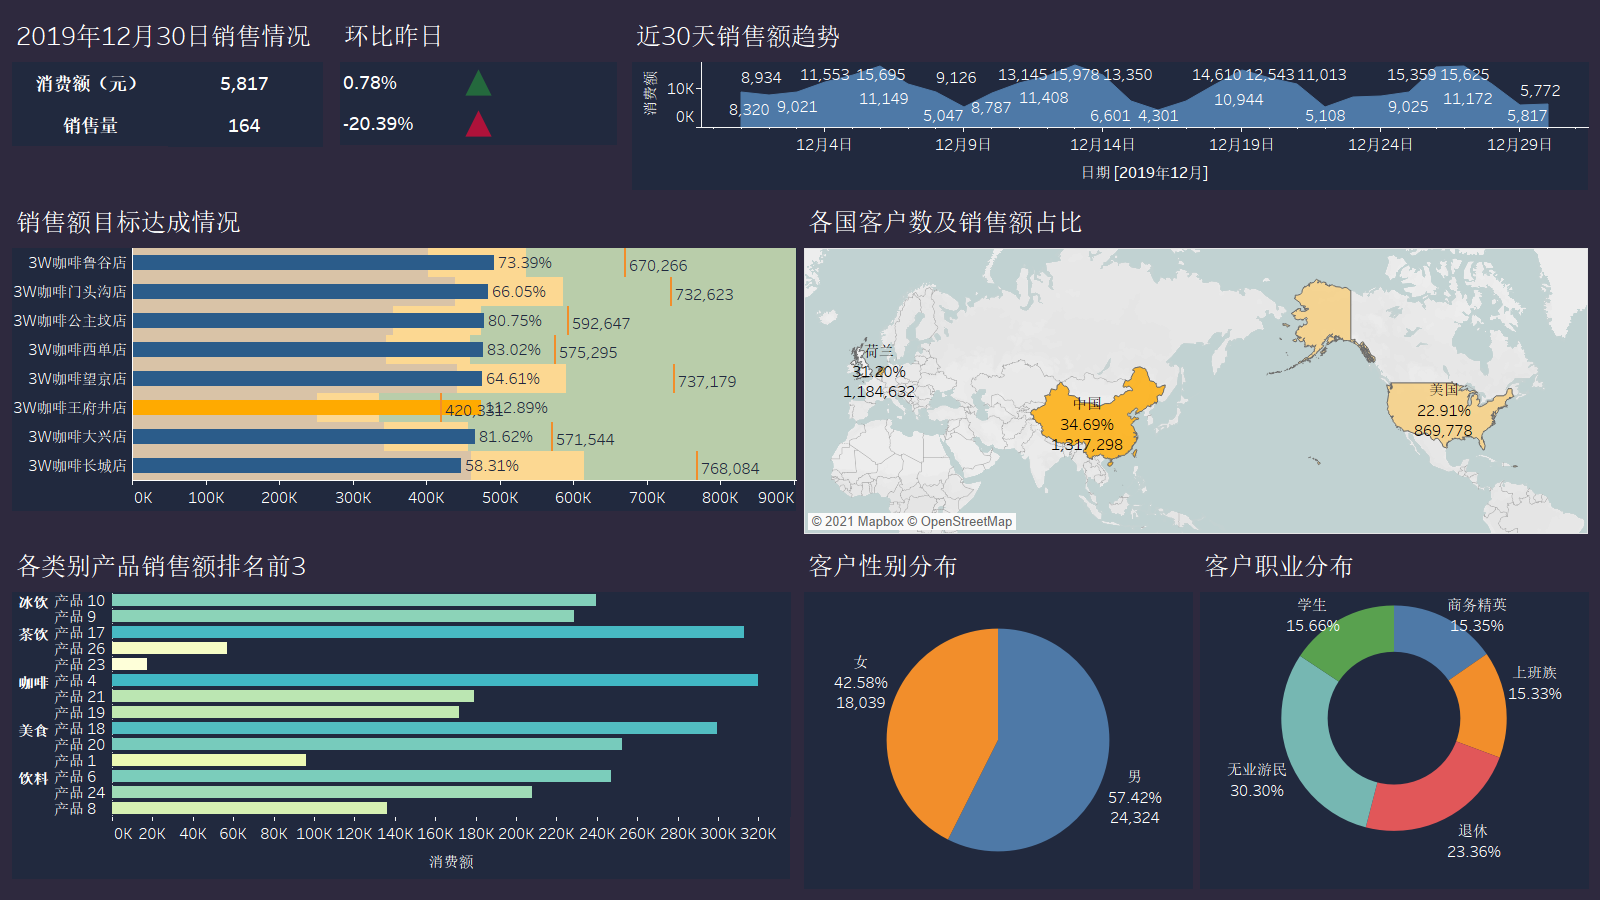 2019年12月30日销售情况
消费额（元） 5,817
销售量 164
环比昨日
0.78%
-20.39%
近30天销售额趋势
消费额
10K
0K
8,934 11,553 15,695 9,126 13,145 15,978 13,350 14,610 12,543 11,013 15,359 15,625 5,772
8,320 9,021 11,149 5,047 8,787 11,408 6,601 4,301 10,944 5,108 9,025 11,172 5,817
12月4日 12月9日 12月14日 12月19日 12月24日 12月29日
日期 [2019年12月]
销售额目标达成情况
3W咖啡鲁谷店 73.39% 670,266
3W咖啡门头沟店 66.05% 732,623
3W咖啡公主坟店 80.75% 592,647
3W咖啡西单店 83.02% 575,295
3W咖啡望京店 64.61% 737,179
3W咖啡王府井店 420,331 112.89%
3W咖啡大兴店 81.62% 571,544
3W咖啡长城店 58.31% 768,084
0K 100K 200K 300K 400K 500K 600K 700K 800K 900K
各国客户数及销售额占比
荷兰
31.20%
1,184,632
中国
34.69%
1,317,298
美国
22.91%
869,778
© 2021 Mapbox © OpenStreetMap
各类别产品销售额排名前3
冰饮 产品 10
产品 9
茶饮 产品 17
产品 26
产品 23
咖啡 产品 4
产品 21
产品 19
美食 产品 18
产品 20
产品 1
饮料 产品 6
产品 24
产品 8
0K 20K 40K 60K 80K 100K 120K 140K 160K 180K 200K 220K 240K 260K 280K 300K 320K
消费额
客户性别分布
女
42.58%
18,039
男
57.42%
24,324
客户职业分布
学生
15.66%
商务精英
15.35%
上班族
15.33%
无业游民
30.30%
退休
23.36%